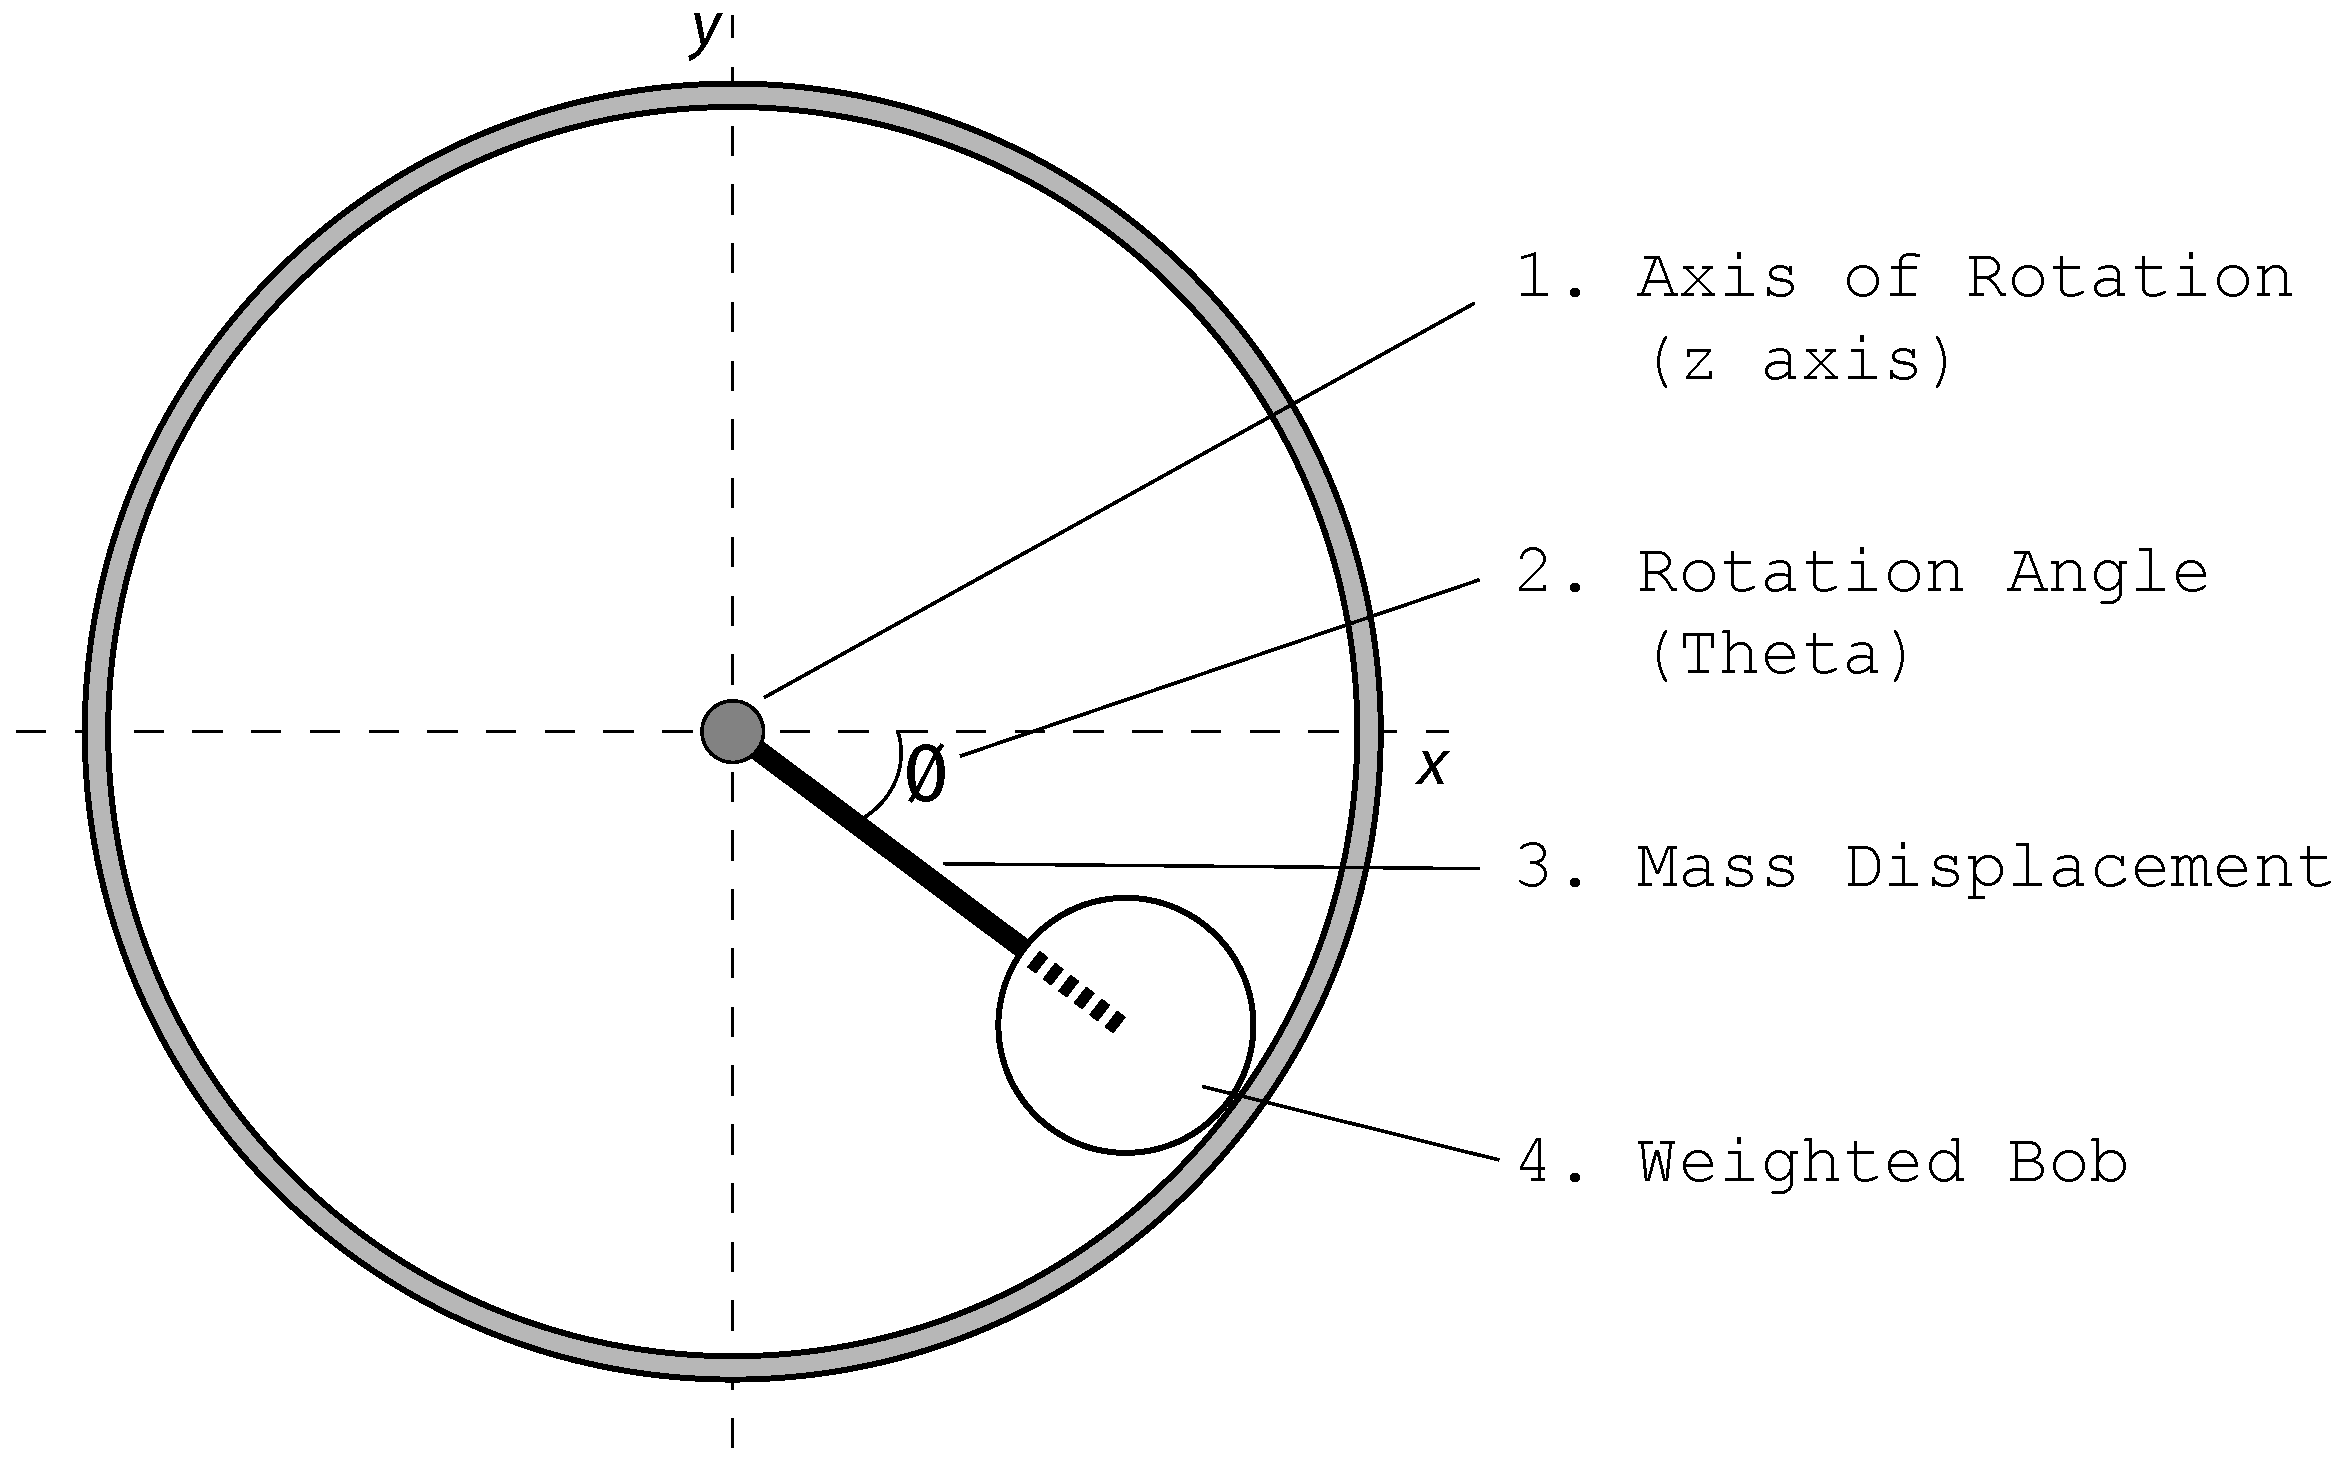 y
1. Axis of Rotation
(z axis)
2. Rotation Angle
(Theta)
Ø
x
3. Mass Displacement
4. Weighted Bob